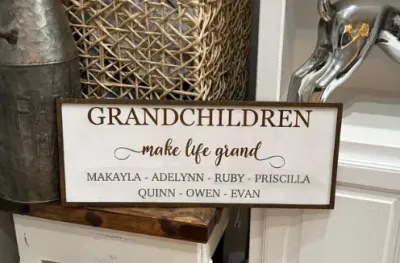 GRANDCHILDREN
make life grand
MAKAYLA - ADELYNN - RUBY - PRISCILLA
QUINN - OWEN - EVAN